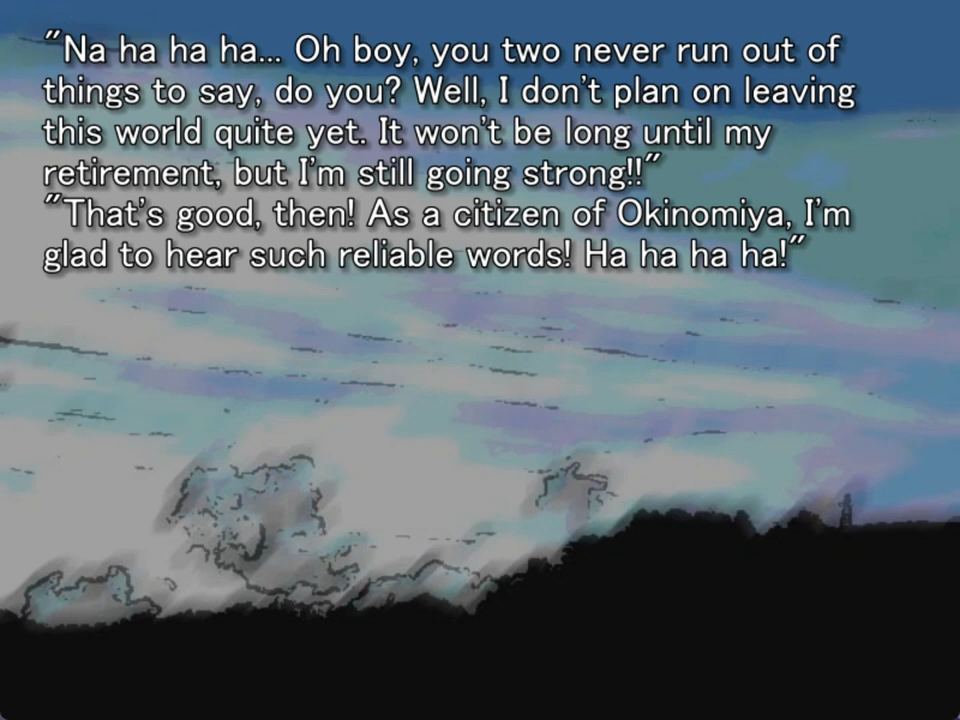 "Na ha ha ha... Oh boy, you two never run out of
things to say, do you? Well, I don't plan on leaving
this world quite yet. It won't be long until my
retirement, but I'm still going strong!!"
"That's good, then! As a citizen of Okinomiya, I'm
glad to hear such reliable words! Ha ha ha ha!"